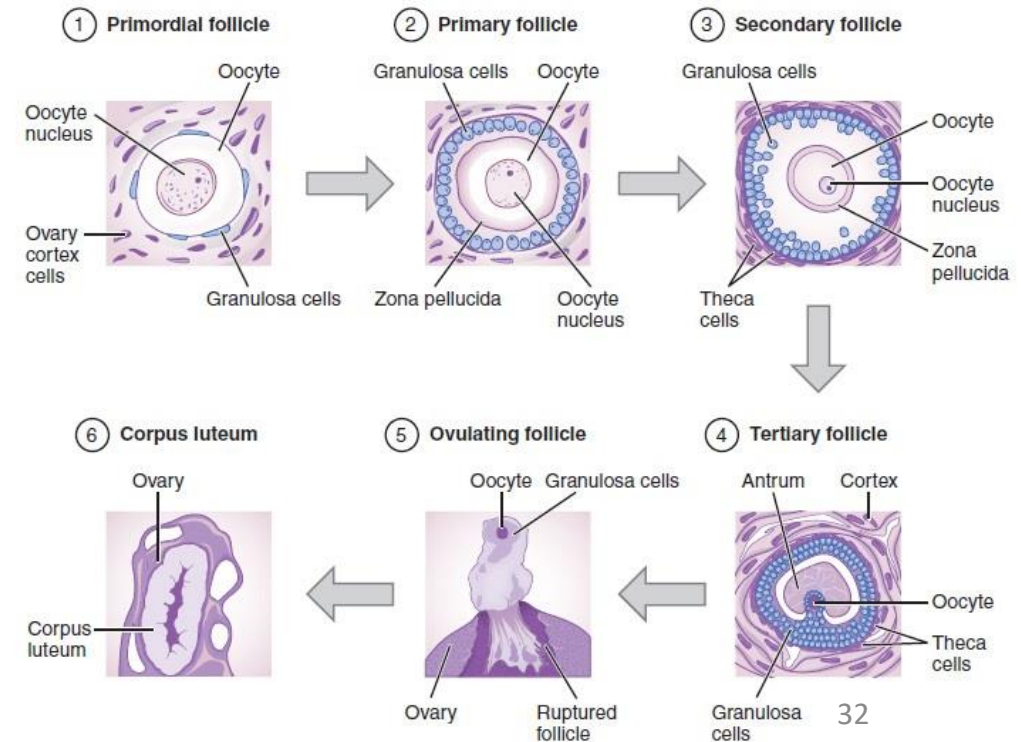 1 Primordial follicle
Oocyte
Oocyte
nucleus
Ovary
cortex
cells
Granulosa cells
2 Primary follicle
Granulosa cells Oocyte
Zona pellucida
Oocyte
nucleus
3 Secondary follicle
Granulosa cells
Oocyte
Oocyte
nucleus
Zona
pellucida
Theca
cells
6 Corpus luteum
Ovary
Corpus
luteum
5 Ovulating follicle
Oocyte Granulosa cells
Ovary
Ruptured
follicle
4 Tertiary follicle
Antrum Cortex
Oocyte
Theca
cells
Granulosa
cells
32